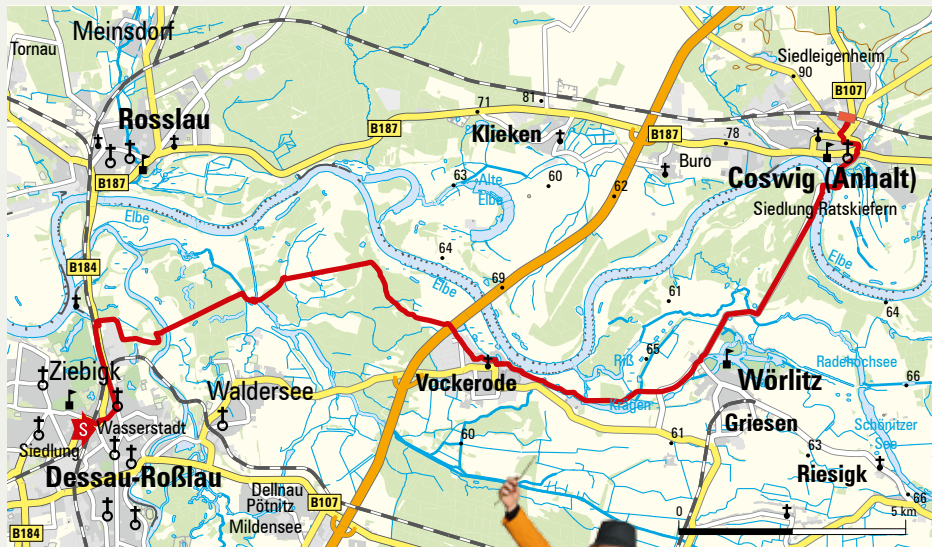 Meinsdorf
Tornau
Siedleigenheim
90
B107
81
71
Rosslau
B187
Klieken
B187
78
Buro
B187
Coswig (Anhalt)
63
Alte
Elbe
60
62
Siedlung Ratskiefern
Elbe
64
Elbe
B184
Elbe
69
61
64
Ziebigk
Riß
65
Radehochsee
Waldersee
Vockerode
Wörlitz
66
Kragen
S
Wasserstadt
Griesen
Schönitzer
See
Siedlung
60
61
63
Dessau-Roßlau
Riesigk
Dellnau
Pötnitz
B107
66
Mildensee
B184
0
5 km